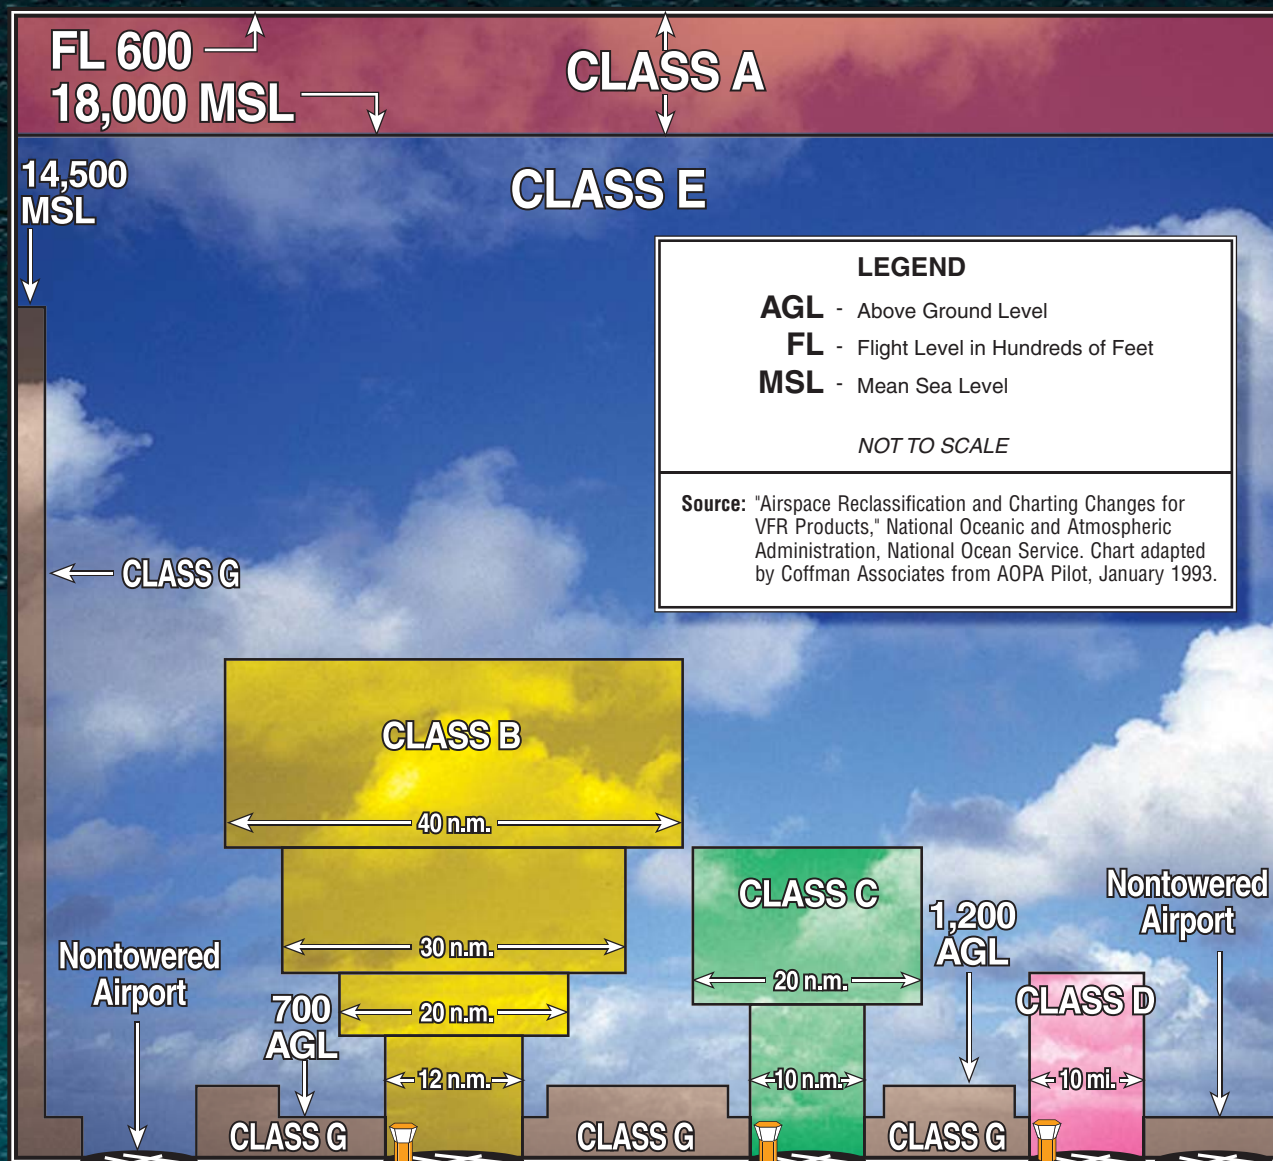 FL 600
18,000 MSL
CLASS A
14,500
MSL
CLASS E
LEGEND
AGL - Above Ground Level
FL - Flight Level in Hundreds of Feet
MSL - Mean Sea Level
NOT TO SCALE
Source: "Airspace Reclassification and Charting Changes for
VFR Products," National Oceanic and Atmospheric
Administration, National Ocean Service. Chart adapted
by Coffman Associates from AOPA Pilot, January 1993.
CLASS G
CLASS B
40 n.m.
30 n.m.
20 n.m.
12 n.m.
CLASS C
20 n.m.
10 n.m.
1,200
AGL
Nontowered
Airport
CLASS D
10 mi.
Nontowered
Airport
700
AGL
CLASS G
CLASS G
CLASS G